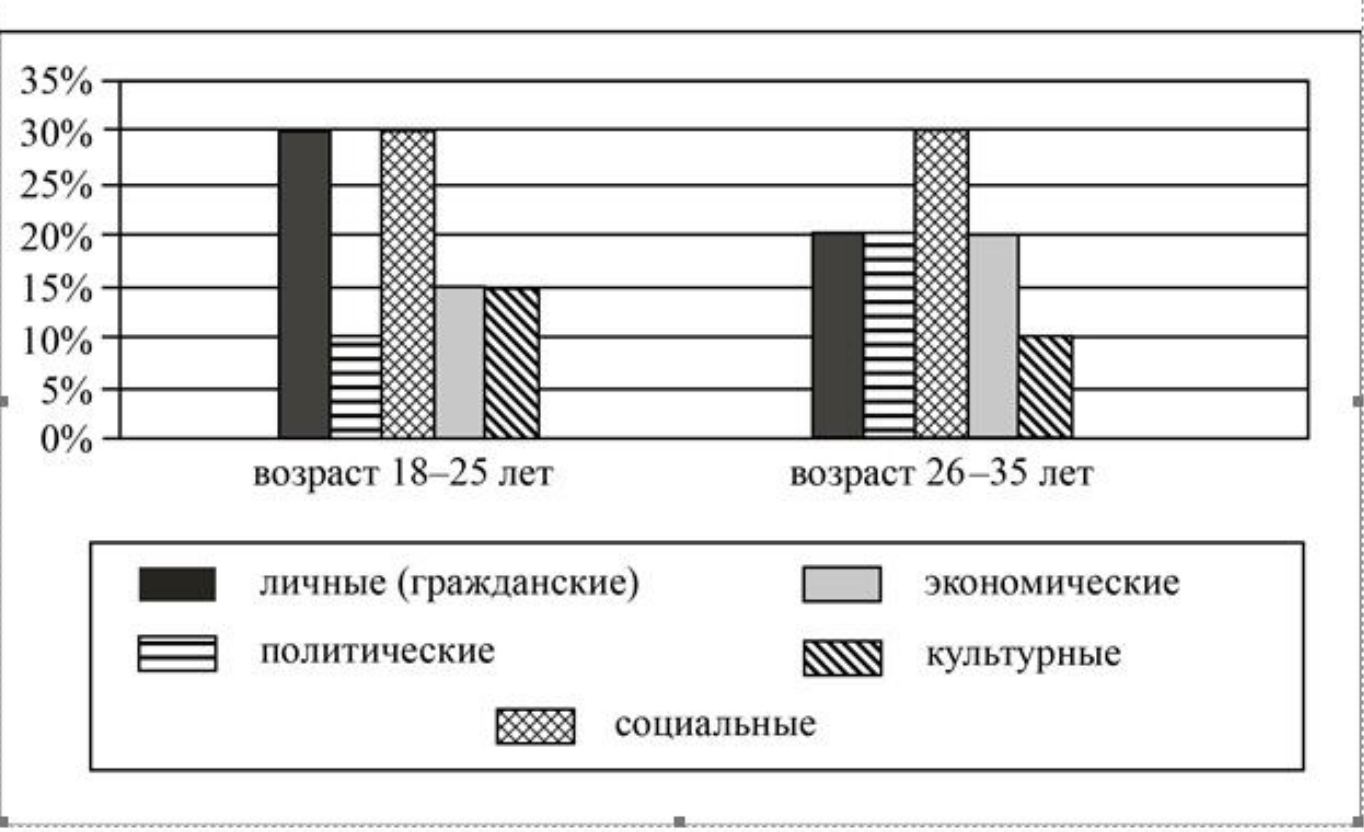 35%
30%
25%
20%
15%
10%
5%
0%
возраст 18–25 лет
возраст 26–35 лет
личные (гражданские)
экономические
политические
культурные
социальные